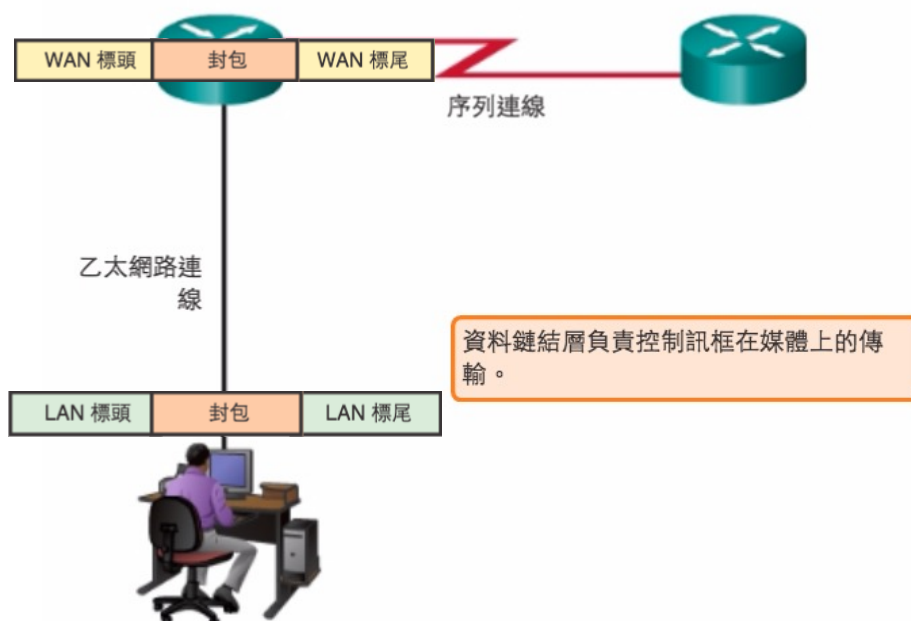 WAN 標頭 封包 WAN 標尾
序列連線
乙太網路連
線
資料鏈結層負責控制訊框在媒體上的傳
輸。
LAN 標頭 封包 LAN 標尾